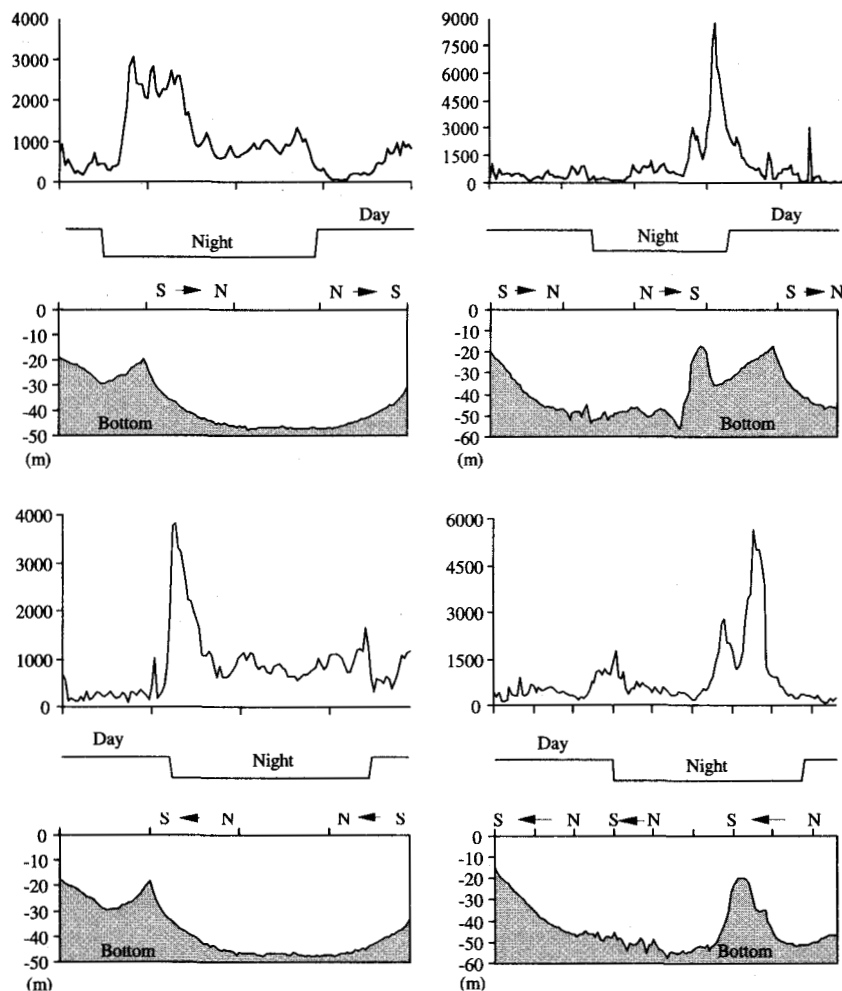 4000
3000
2000
1000
0
Day
Night
S → N N → S
0
-10
-20
-30
-40
Bottom
-50
(m)
9000
7500
6000
4500
3000
1500
0
Day
Night
S → N N → S S → N
0
-10
-20
-30
-40
-50
Bottom
-60
(m)
4000
3000
2000
1000
0
Day
Night
S ← N N ← S
0
-10
-20
-30
-40
Bottom
-50
(m)
6000
4500
3000
1500
0
Day
Night
S ← N S ← N S ← N
0
-10
-20
-30
-40
-50
Bottom
-60
(m)